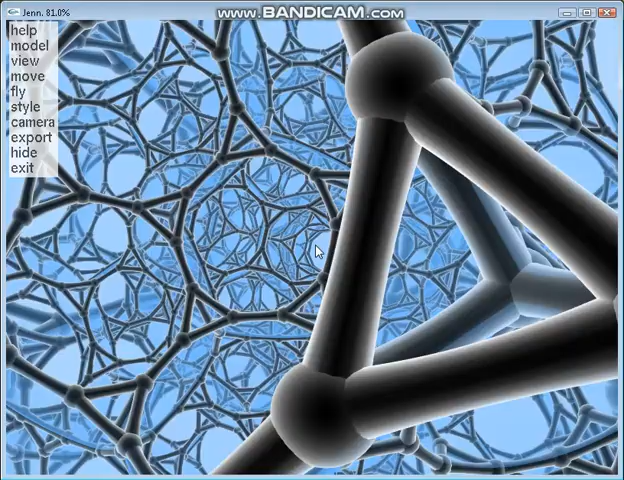 Jenn. 81.0%
www.BANDICAM.com
help
model
view
move
fly
style
camera
export
hide
exit